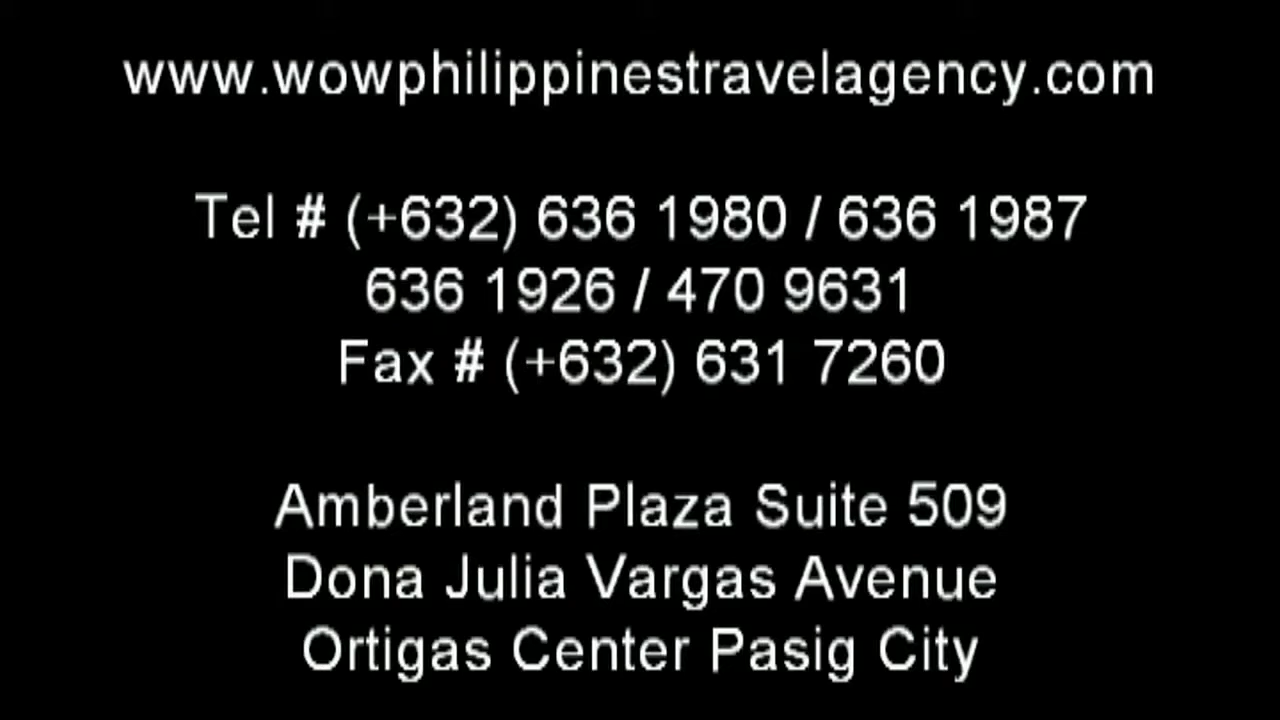 www.wowphilippinestravelagency.com
Tel # (+632) 636 1980 / 636 1987
636 1926 / 470 9631
Fax # (+632) 631 7260
Amberland Plaza Suite 509
Dona Julia Vargas Avenue
Ortigas Center Pasig City